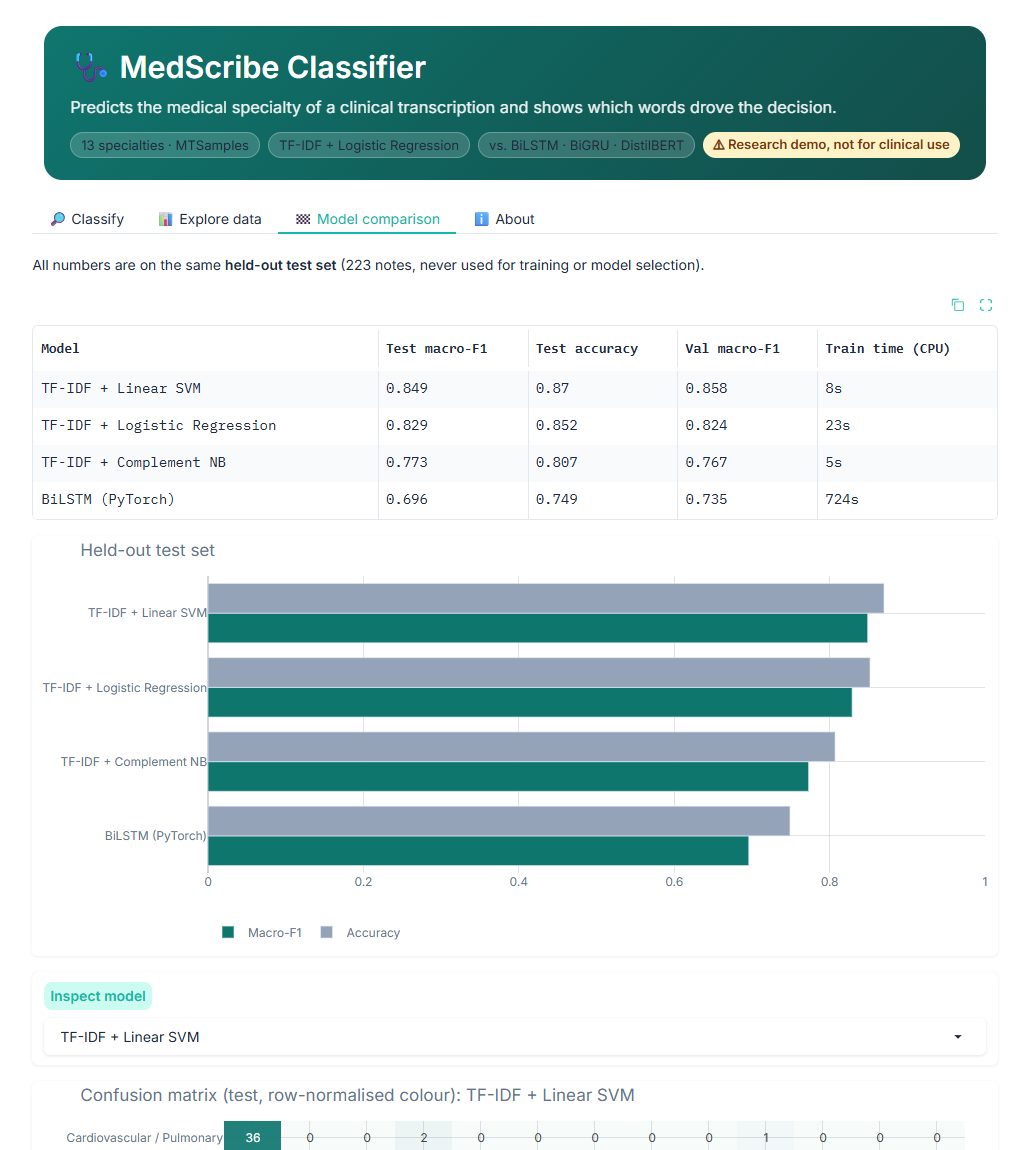 MedScribe Classifier
Predicts the medical specialty of a clinical transcription and shows which words drove the decision.
13 specialties · MTSamples TF-IDF + Logistic Regression vs. BiLSTM · BiGRU · DistilBERT ⚠ Research demo, not for clinical use
Classify Explore data Model comparison About
All numbers are on the same held-out test set (223 notes, never used for training or model selection).
Model Test macro-F1 Test accuracy Val macro-F1 Train time (CPU)
TF-IDF + Linear SVM 0.849 0.87 0.858 8s
TF-IDF + Logistic Regression 0.829 0.852 0.824 23s
TF-IDF + Complement NB 0.773 0.807 0.767 5s
BiLSTM (PyTorch) 0.696 0.749 0.735 724s
Held-out test set
TF-IDF + Linear SVM
TF-IDF + Logistic Regression
TF-IDF + Complement NB
BiLSTM (PyTorch)
0 0.2 0.4 0.6 0.8 1
Macro-F1 Accuracy
Inspect model
TF-IDF + Linear SVM
Confusion matrix (test, row-normalised colour): TF-IDF + Linear SVM
Cardiovascular / Pulmonary 36 0 0 2 0 0 0 0 0 1 0 0 0